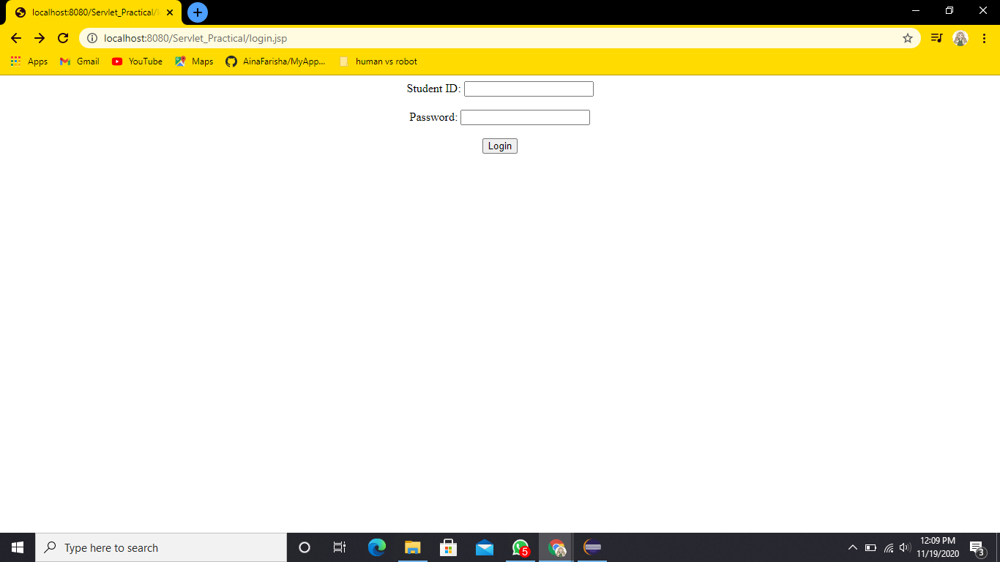 localhost:8080/Servlet_Practical/
localhost:8080/Servlet_Practical/login.jsp
Apps Gmail YouTube Maps AinaFarisha/MyApp... human vs robot
Student ID:
Password:
Login
Type here to search
5
12:09 PM
11/19/2020
3